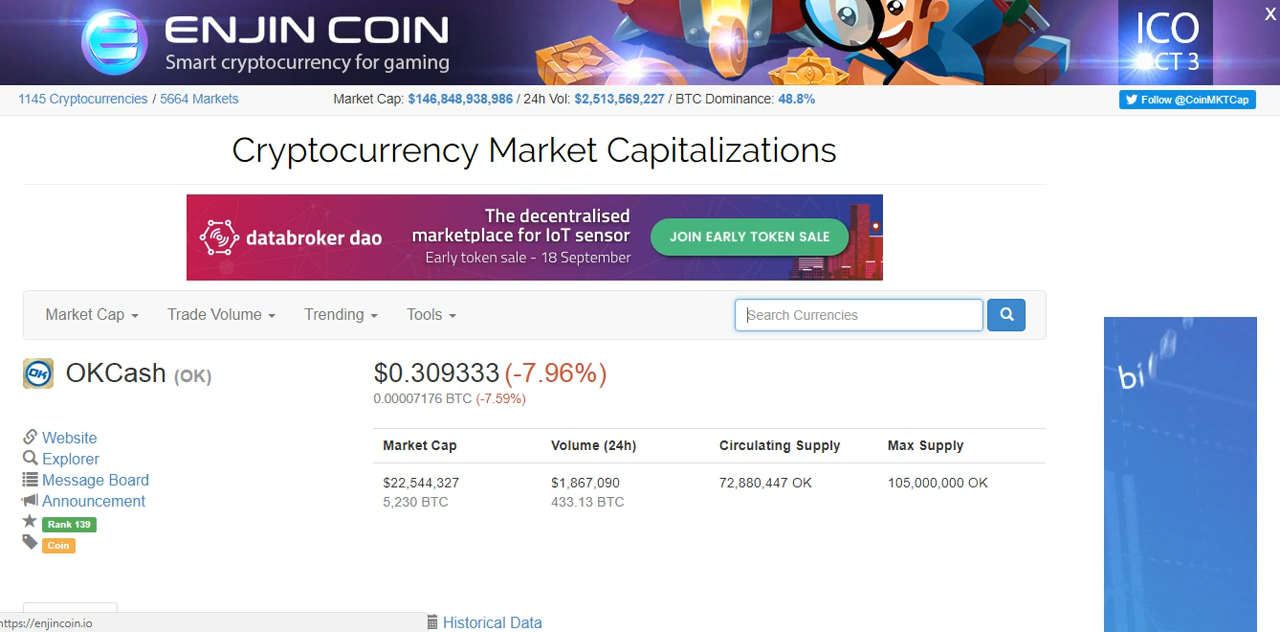 ENJIN COIN
Smart cryptocurrency for gaming
ICO
CT 3
X
1145 Cryptocurrencies / 5664 Markets
Market Cap: $146,848,938,986 / 24h Vol: $2,513,569,227 / BTC Dominance: 48.8%
Follow @CoinMKTCap
Cryptocurrency Market Capitalizations
databroker dao
The decentralised
marketplace for IoT sensor
Early token sale - 18 September
JOIN EARLY TOKEN SALE
Market Cap
Trade Volume
Trending
Tools
Search Currencies
OK
OKCash (OK)
$0.309333 (-7.96%)
0.00007176 BTC (-7.59%)
Website
Explorer
Message Board
Announcement
Rank 139
Coin
Market Cap Volume (24h) Circulating Supply Max Supply
$22,544,327 $1,867,090 72,880,447 OK 105,000,000 OK
5,230 BTC 433.13 BTC
bi
Historical Data
https://enjincoin.io